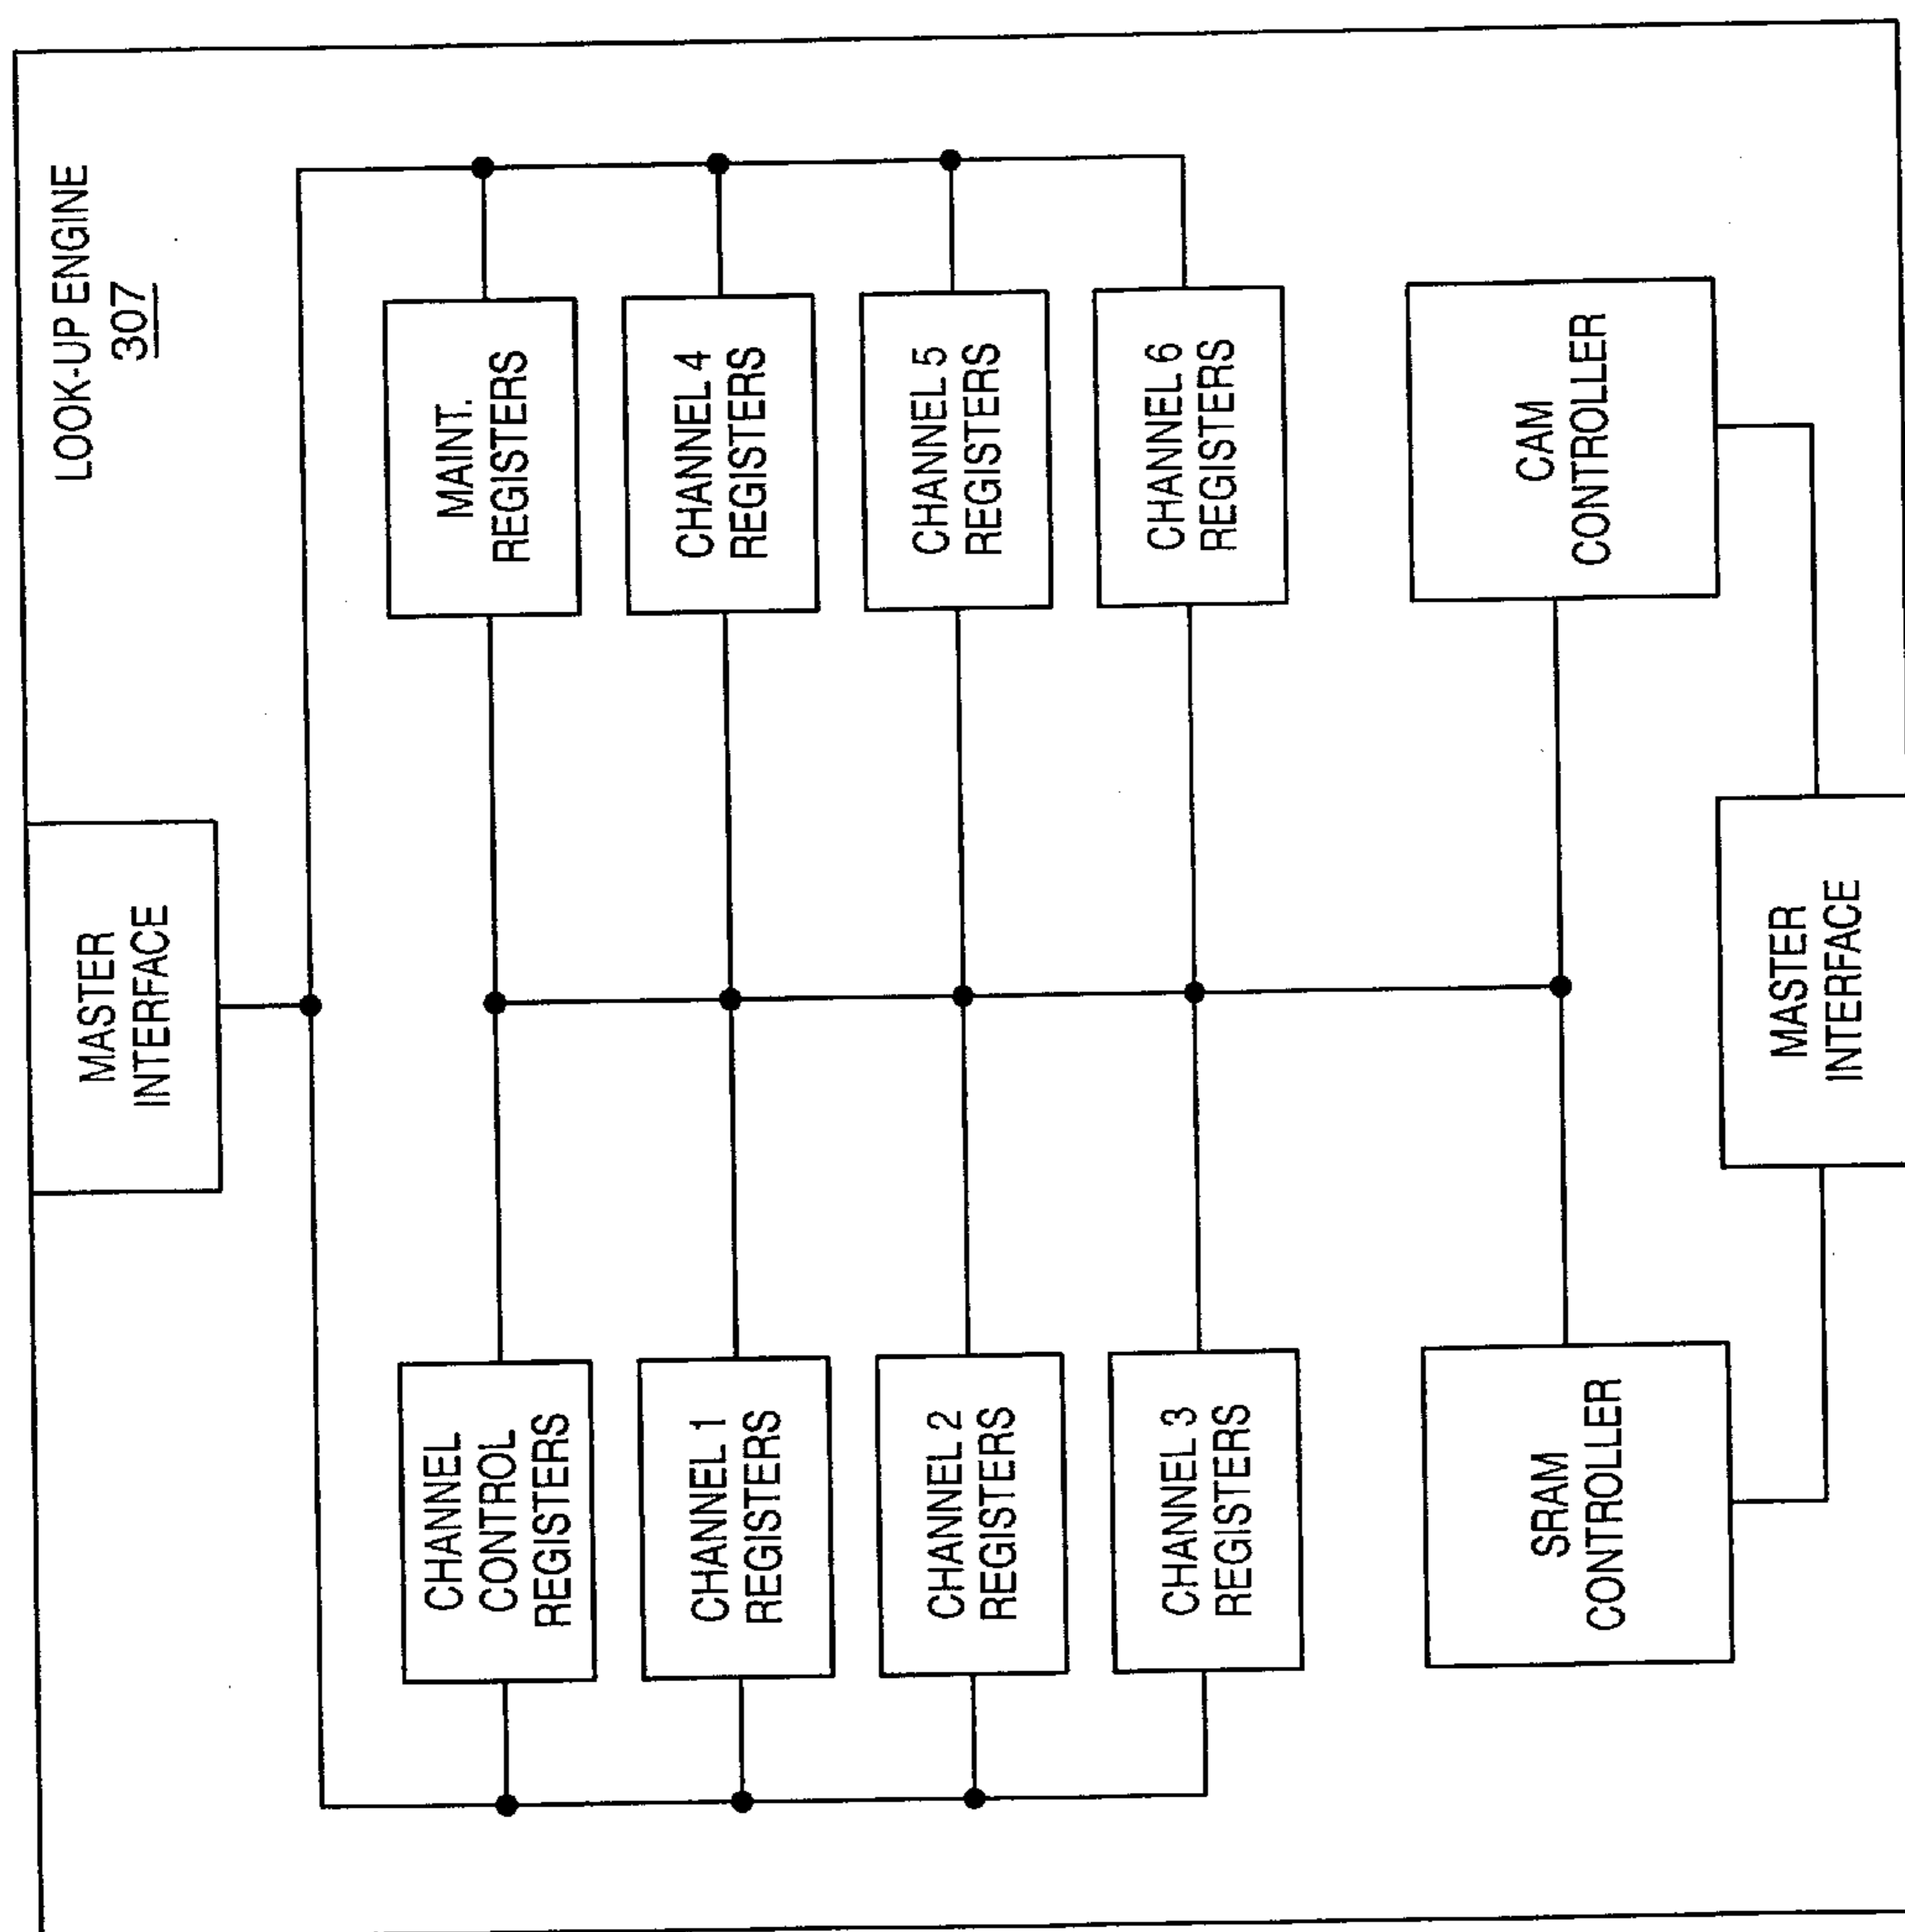 LOOK-UP ENGINE
307
MASTER
INTERFACE
CHANNEL
CONTROL
REGISTERS
MAINT.
REGISTERS
CHANNEL 1
REGISTERS
CHANNEL 4
REGISTERS
CHANNEL 2
REGISTERS
CHANNEL 5
REGISTERS
CHANNEL 3
REGISTERS
CHANNEL 6
REGISTERS
SRAM
CONTROLLER
CAM
CONTROLLER
MASTER
INTERFACE